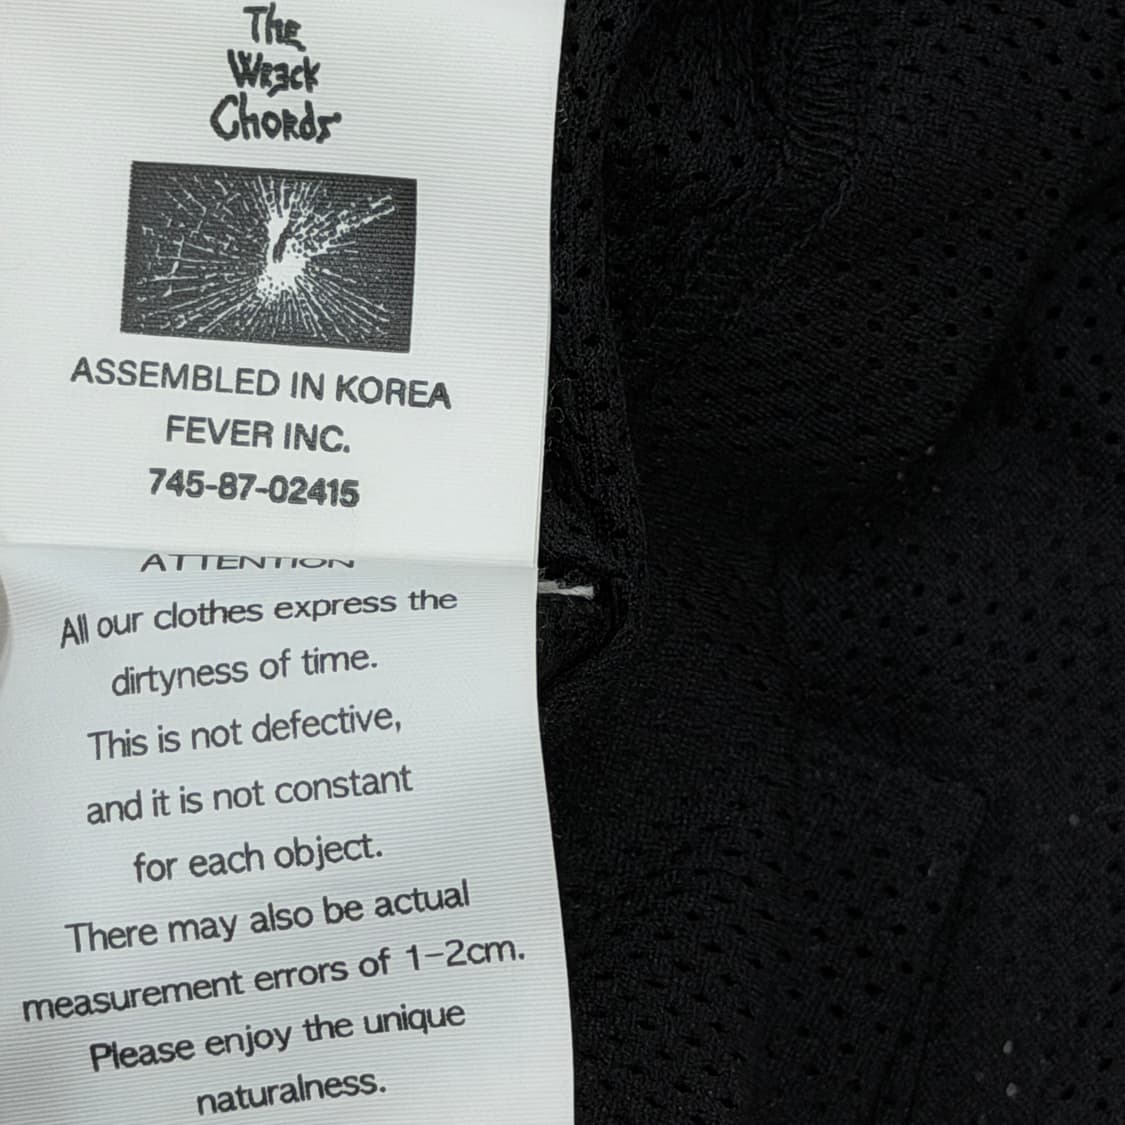 The
Wreck
Chords
ASSEMBLED IN KOREA
FEVER INC.
745-87-02415
ATTENTION
All our clothes express the
dirtyness of time.
This is not defective,
and it is not constant
for each object.
There may also be actual
measurement errors of 1-2cm.
Please enjoy the unique
naturalness.